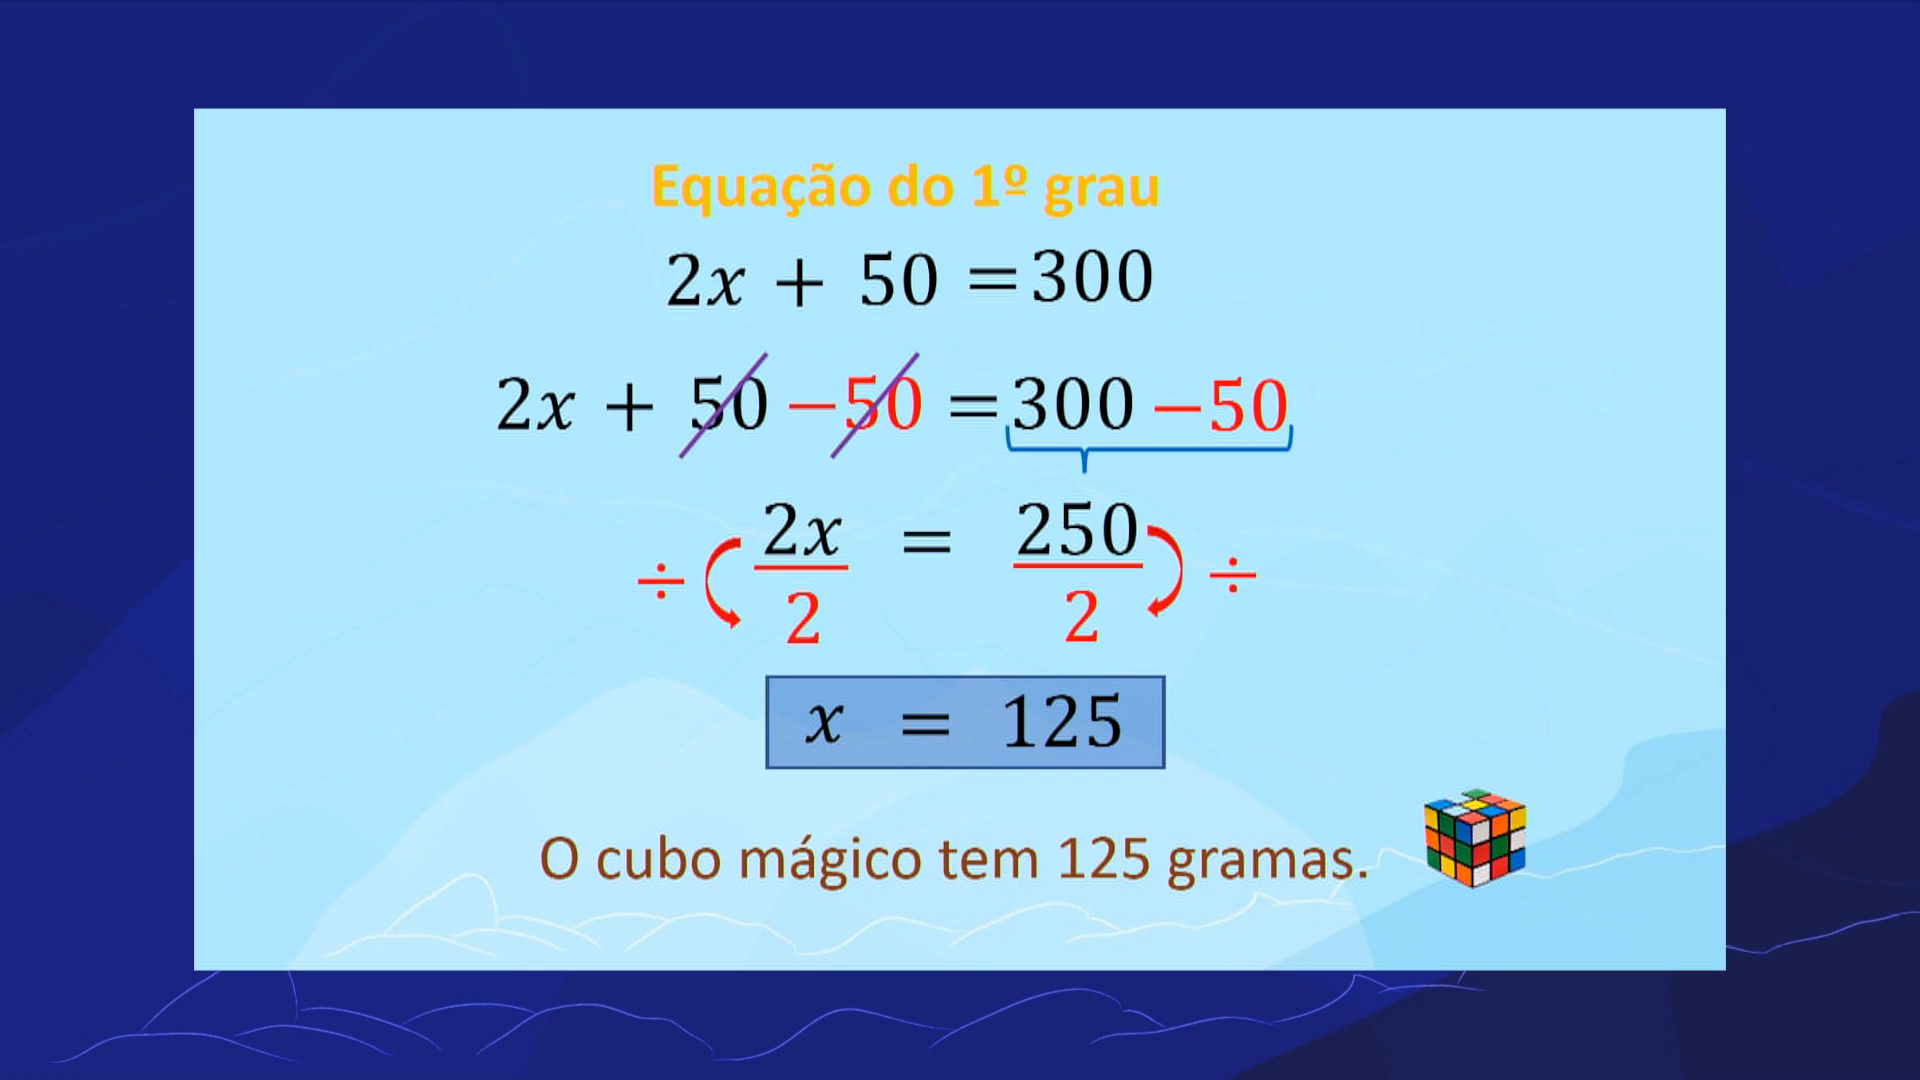 Equação do 1º grau
2x + 50 = 300
2x + 50 − 50 = 300 − 50
÷ 2x/2 = 250/2 ÷
x = 125
O cubo mágico tem 125 gramas.